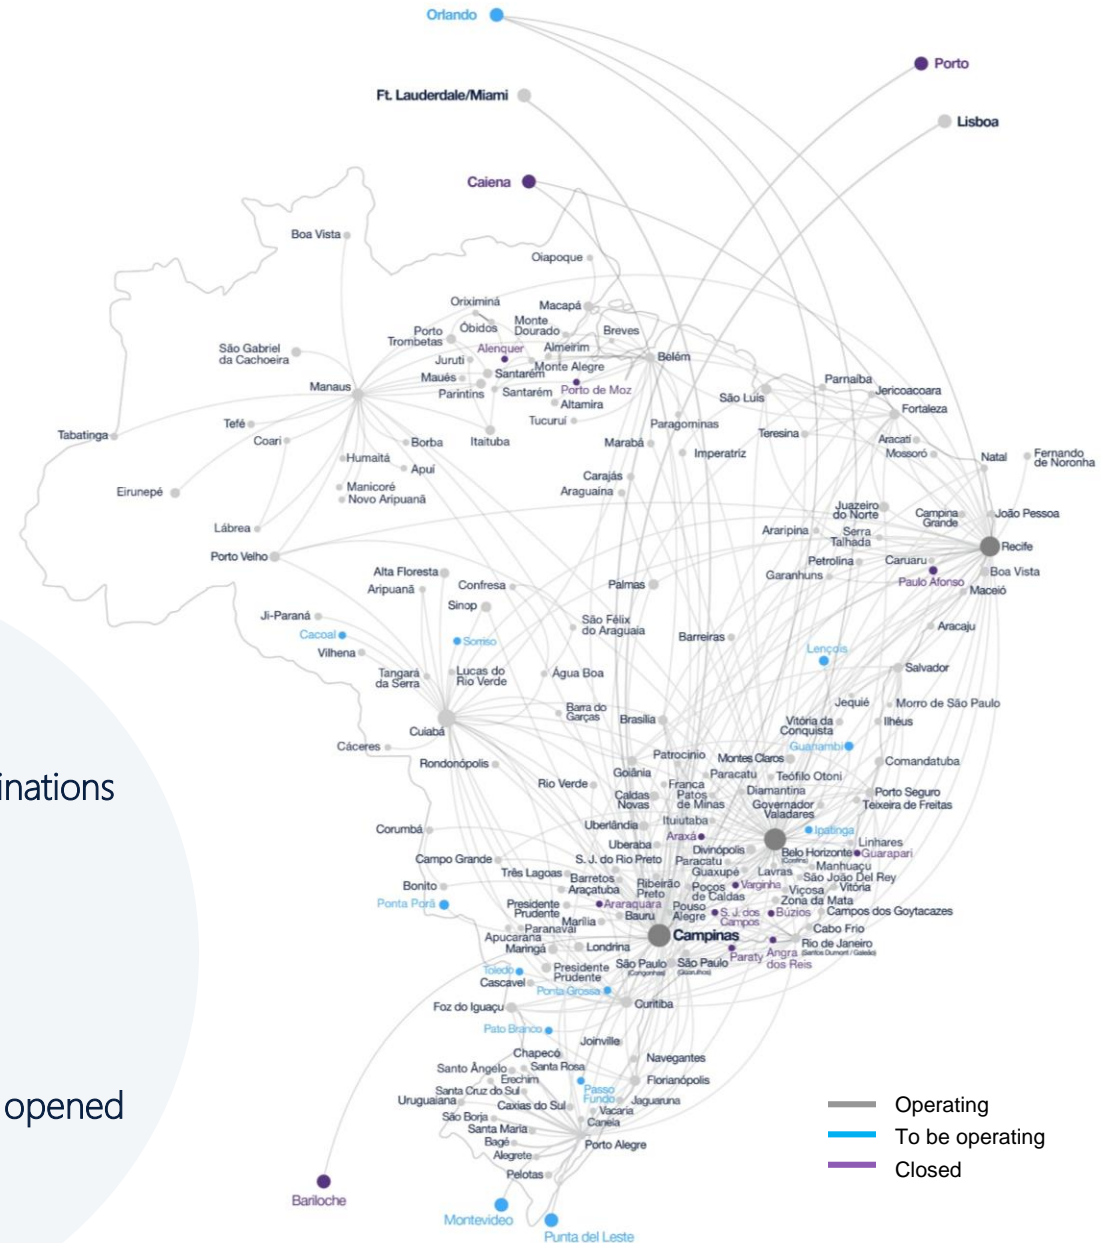 Orlando
Porto
Ft. Lauderdale/Miami
Lisboa
Caiena
Boa Vista
Oiapoque
Oriximiná
Macapá
Óbidos
Monte
Dourado
Porto
Trombetas
Breves
São Gabriel
da Cachoeira
Alenquer
Almeirim
Belém
Juruti
Monte Alegre
Maués
Santarém
Manaus
Parintins
Santarém
Porto de Moz
Parnaíba
Jericoacoara
São Luis
Altamira
Fortaleza
Tefé
Tucuruí
Paragominas
Tabatinga
Coari
Borba
Itaituba
Marabá
Teresina
Aracati
Humaitá
Imperatriz
Mossoró
Natal
Fernando
de Noronha
Apuí
Carajás
Eirunepé
Manicoré
Araguaína
Novo Aripuanã
Juazeiro
do Norte
Campina
Grande
João Pessoa
Lábrea
Araripina
Serra
Talhada
Recife
Porto Velho
Petrolina
Caruaru
Alta Floresta
Confresa
Palmas
Garanhuns
Paulo Afonso
Boa Vista
Aripuanã
Maceió
Sinop
Ji-Paraná
São Félix
do Araguaia
Aracaju
Cacoal
Sorriso
Barreiras
Vilhena
Lençois
Tangará
da Serra
Lucas do
Rio Verde
Água Boa
Salvador
Jequié
Morro de São Paulo
Barra do
Garças
Brasília
Vitória da
Conquista
Ilhéus
Cuiabá
Cáceres
Guanambi
Patrocinio
Montes Claros
Comandatuba
Rondonópolis
Goiânia
Paracatu
Teófilo Otoni
Rio Verde
Franca
Diamantina
Caldas
Novas
Patos
de Minas
Porto Seguro
Governador
Valadares
Teixeira de Freitas
Ituiutaba
Corumbá
Uberlândia
Araxá
Ipatinga
Uberaba
Divinópolis
Linhares
Belo Horizonte
(Confins)
Guarapari
Campo Grande
S. J. do Rio Preto
Paracatu
Manhuaçu
Três Lagoas
Guaxupé
Lavras
São João Del Rey
Barretos
Ribeirão
Preto
Poços
de Caldas
Varginha
Viçosa
Vitória
Bonito
Araçatuba
Zona da Mata
Ponta Porã
Presidente
Prudente
Araraquara
Pouso
Alegre
S. J. dos
Campos
Búzios
Campos dos Goytacazes
Marília
Bauru
Paranavaí
Campinas
Cabo Frio
Apucarana
Maringá
Londrina
Rio de Janeiro
(Santos Dumont / Galeão)
Paraty
Angra
dos Reis
São Paulo
(Congonhas)
São Paulo
(Guarulhos)
Toledo
Presidente
Prudente
Cascavel
Ponta Grossa
Foz do Iguaçu
Curitiba
Pato Branco
Joinville
Chapecó
Navegantes
Santo Ângelo
Santa Rosa
Erechim
Florianópolis
Santa Cruz do Sul
Passo
Fundo
Uruguaiana
Caxias do Sul
Jaguaruna
São Borja
Vacaria
Canela
Santa Maria
Bagé
Porto Alegre
Alegrete
Pelotas
Bariloche
Montevideo
Punta del Leste
inations
opened
Operating
To be operating
Closed